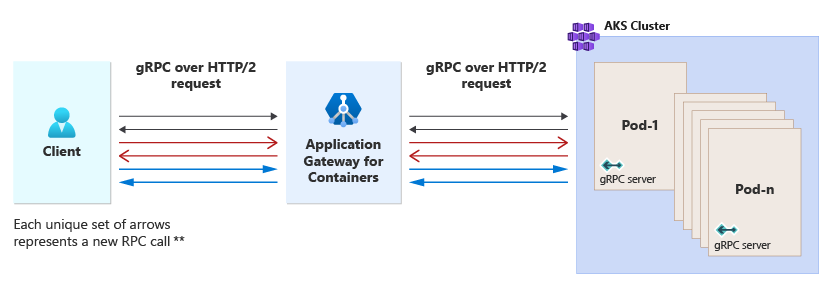 AKS Cluster
gRPC over HTTP/2
request
gRPC over HTTP/2
request
Client
Application
Gateway for
Containers
Pod-1
gRPC server
Pod-n
gRPC server
Each unique set of arrows
represents a new RPC call **